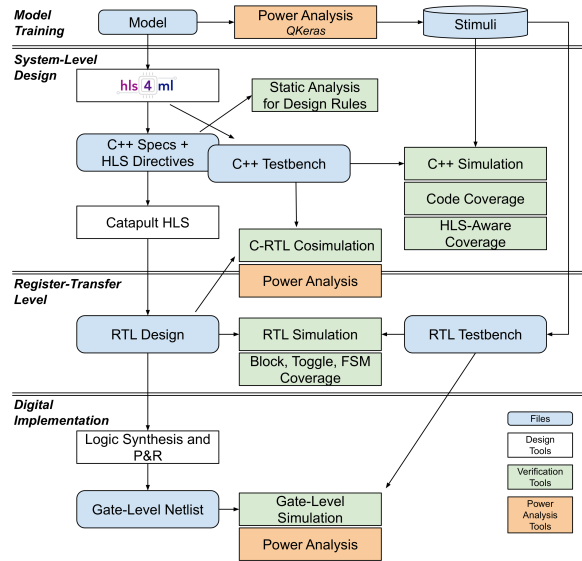 Model
Training
Model
Power Analysis
QKeras
Stimuli
System-Level
Design
hls 4 ml
Static Analysis
for Design Rules
C++ Specs +
HLS Directives
C++ Testbench
C++ Simulation
Code Coverage
HLS-Aware
Coverage
Catapult HLS
C-RTL Cosimulation
Power Analysis
Register-Transfer
Level
RTL Design
RTL Simulation
RTL Testbench
Block, Toggle, FSM
Coverage
Digital
Implementation
Logic Synthesis and
P&R
Gate-Level Netlist
Gate-Level
Simulation
Power Analysis
Files
Design
Tools
Verification
Tools
Power
Analysis
Tools